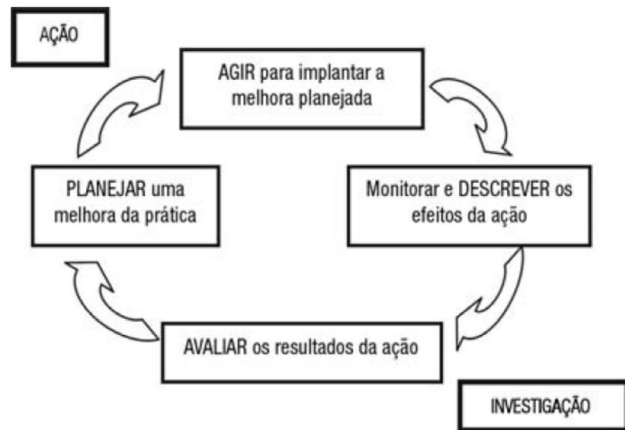 AÇÃO
AGIR para implantar a
melhora planejada
PLANEJAR uma
melhora da prática
Monitorar e DESCREVER os
efeitos da ação
AVALIAR os resultados da ação
INVESTIGAÇÃO